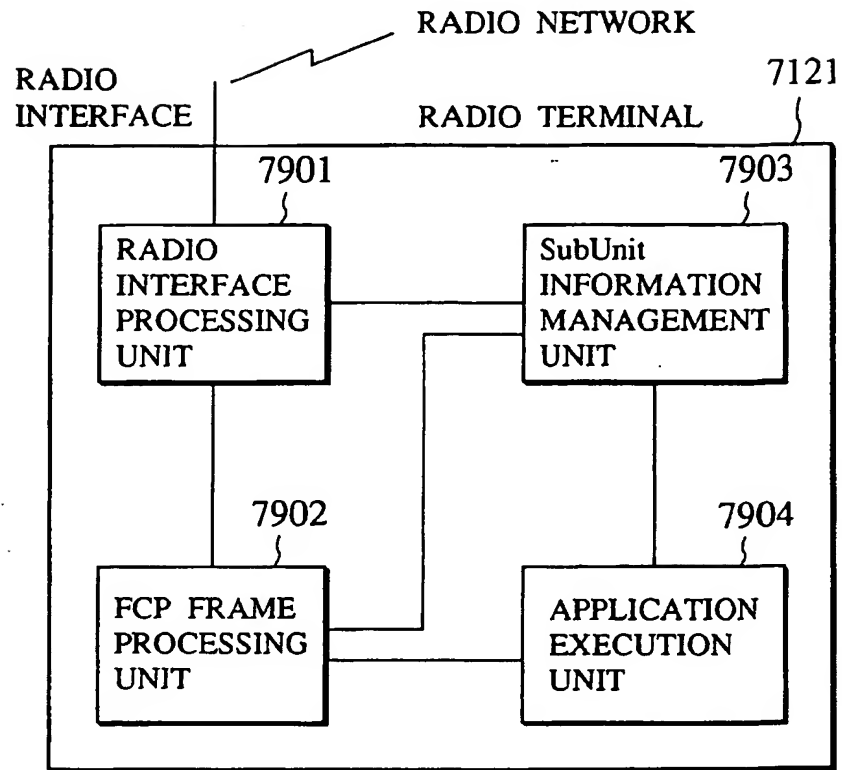 RADIO NETWORK
RADIO
INTERFACE
RADIO TERMINAL
7121
7901
RADIO
INTERFACE
PROCESSING
UNIT
7903
SubUnit
INFORMATION
MANAGEMENT
UNIT
7902
FCP FRAME
PROCESSING
UNIT
7904
APPLICATION
EXECUTION
UNIT